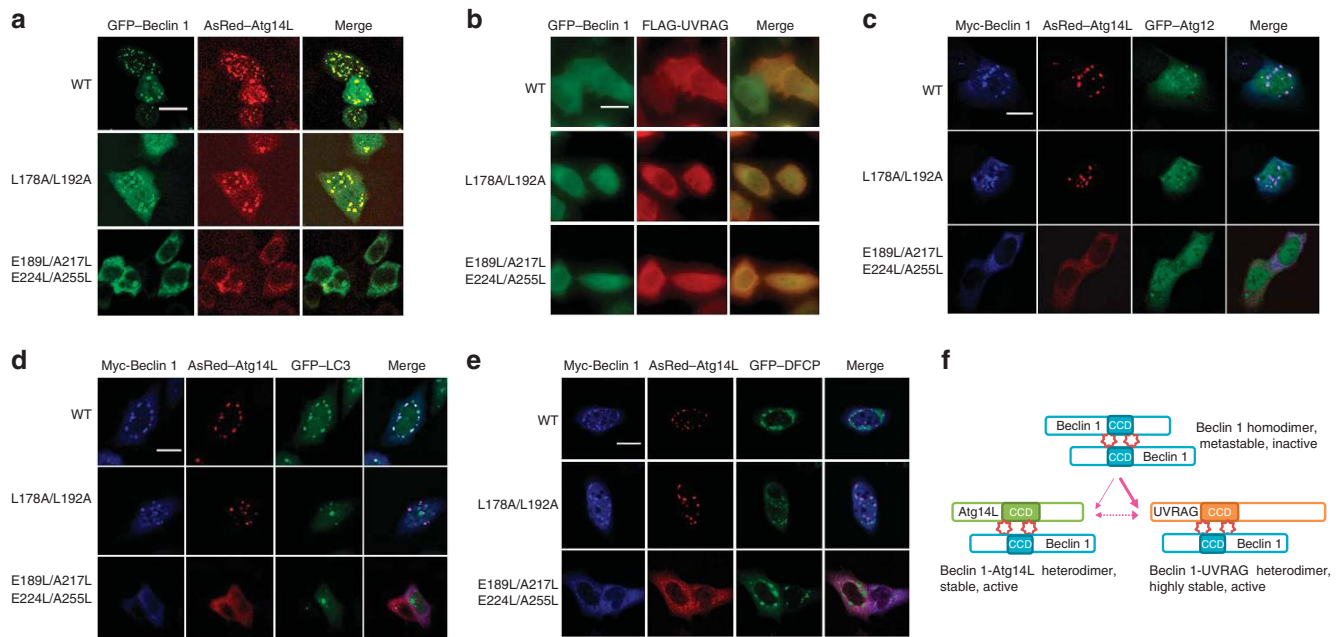 a
GFP–Beclin 1 AsRed–Atg14L Merge
WT
L178A/L192A
E189L/A217L
E224L/A255L
b
GFP–Beclin 1 FLAG-UVRAG Merge
WT
L178A/L192A
E189L/A217L
E224L/A255L
c
Myc-Beclin 1 AsRed–Atg14L GFP–Atg12 Merge
WT
L178A/L192A
E189L/A217L
E224L/A255L
d
Myc-Beclin 1 AsRed–Atg14L GFP–LC3 Merge
WT
L178A/L192A
E189L/A217L
E224L/A255L
e
Myc-Beclin 1 AsRed–Atg14L GFP–DFCP Merge
WT
L178A/L192A
E189L/A217L
E224L/A255L
f
Beclin 1 CCD
CCD Beclin 1
Beclin 1 homodimer,
metastable, inactive
Atg14L CCD
CCD Beclin 1
Beclin 1-Atg14L heterodimer,
stable, active
UVRAG CCD
CCD Beclin 1
Beclin 1-UVRAG heterodimer,
highly stable, active